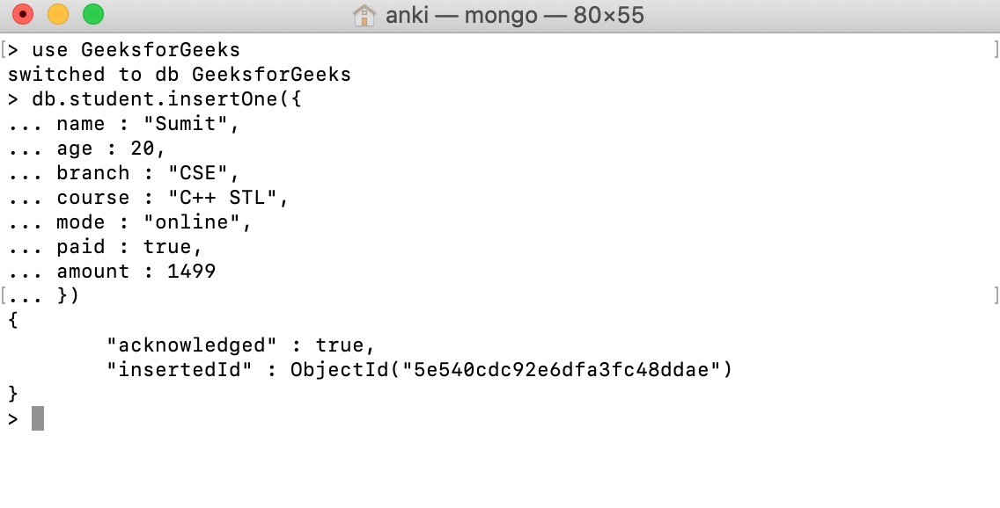 anki — mongo — 80×55
[> use GeeksforGeeks ]
switched to db GeeksforGeeks
> db.student.insertOne({
... name : "Sumit",
... age : 20,
... branch : "CSE",
... course : "C++ STL",
... mode : "online",
... paid : true,
... amount : 1499
[... }) ]
{
        "acknowledged" : true,
        "insertedId" : ObjectId("5e540cdc92e6dfa3fc48ddae")
}
>